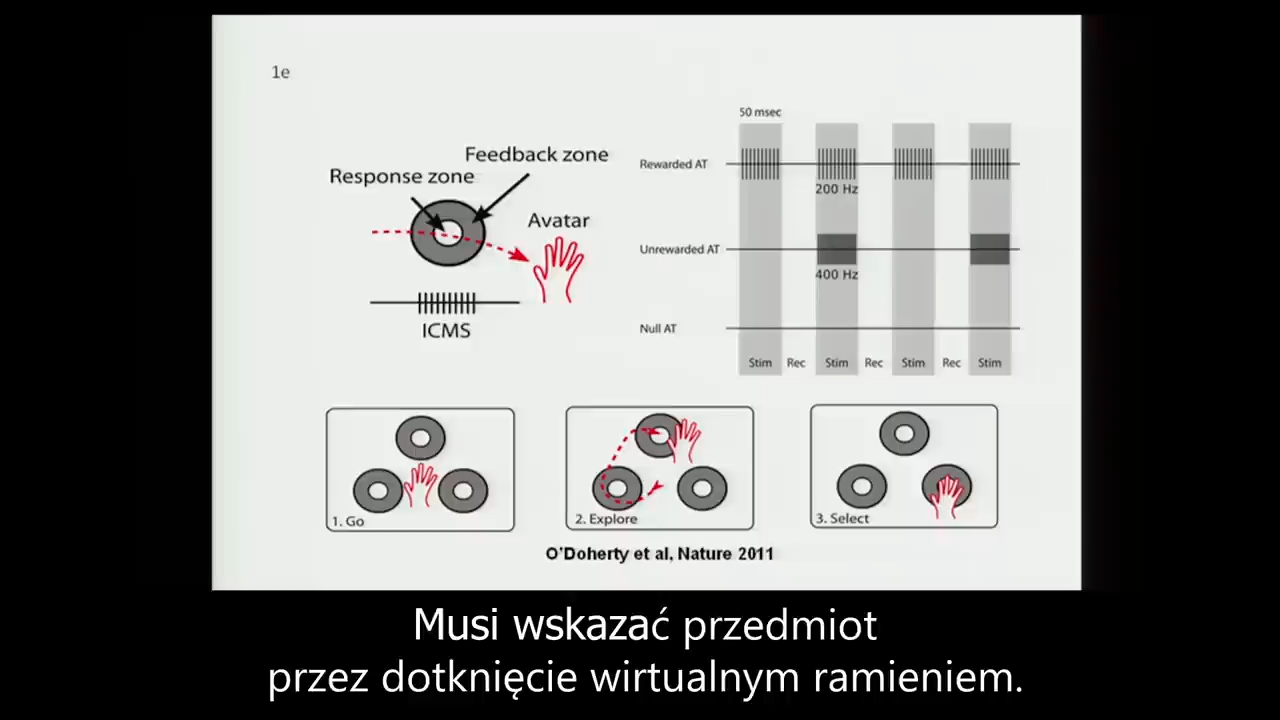 1e
50 msec
Feedback zone
Response zone
Avatar
ICMS
Rewarded AT
200 Hz
Unrewarded AT
400 Hz
Null AT
Stim Rec Stim Rec Stim Rec Stim
1. Go
2. Explore
3. Select
O'Doherty et al, Nature 2011
Musi wskazać przedmiot
przez dotknięcie wirtualnym ramieniem.